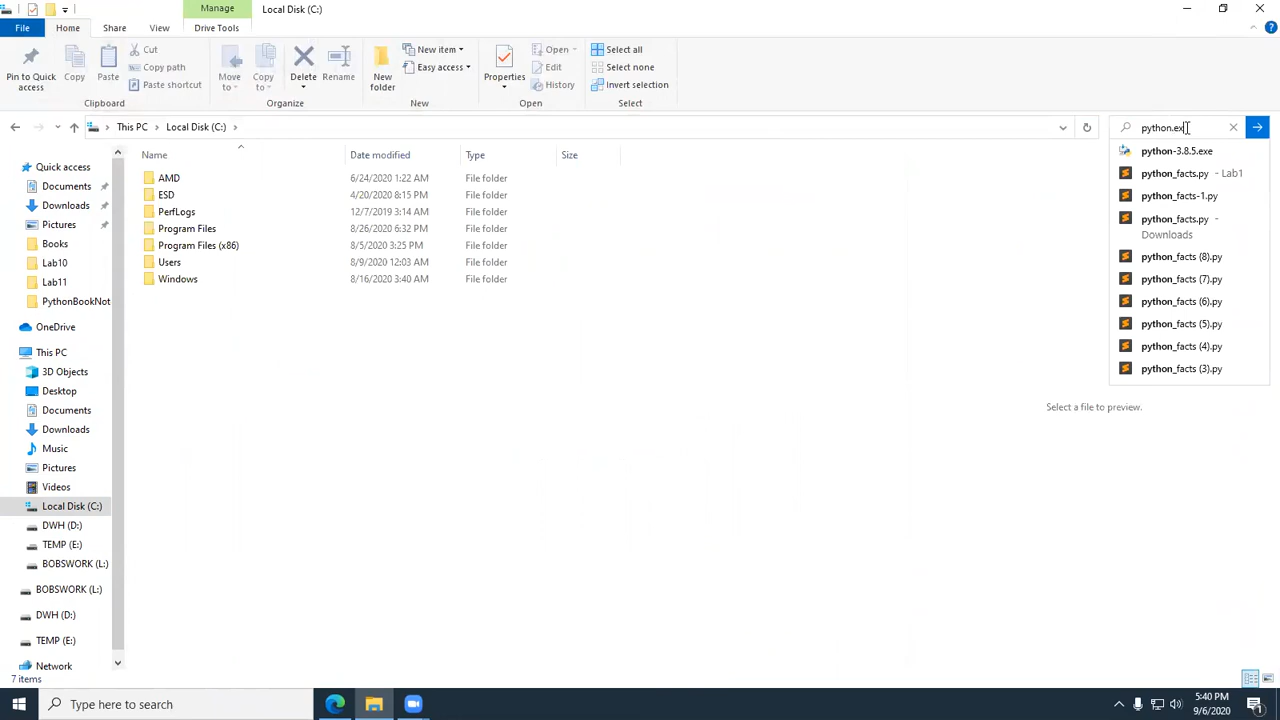 Manage
Local Disk (C:)
File
Home
Share
View
Drive Tools
Pin to Quick
access
Copy
Paste
Cut
Copy path
Paste shortcut
Clipboard
Move
to
Copy
to
Delete
Rename
Organize
New
folder
New item
Easy access
New
Properties
Open
Edit
History
Open
Select all
Select none
Invert selection
Select
This PC
Local Disk (C:)
python.ex
python-3.8.5.exe
python_facts.py - Lab1
python_facts-1.py
python_facts.py -
Downloads
python_facts (8).py
python_facts (7).py
python_facts (6).py
python_facts (5).py
python_facts (4).py
python_facts (3).py
Name Date modified Type Size
AMD 6/24/2020 1:22 AM File folder
ESD 4/20/2020 8:15 PM File folder
PerfLogs 12/7/2019 3:14 AM File folder
Program Files 8/26/2020 6:32 PM File folder
Program Files (x86) 8/5/2020 3:25 PM File folder
Users 8/9/2020 12:03 AM File folder
Windows 8/16/2020 3:40 AM File folder
Select a file to preview.
Quick access
Documents
Downloads
Pictures
Books
Lab10
Lab11
PythonBookNot
OneDrive
This PC
3D Objects
Desktop
Documents
Downloads
Music
Pictures
Videos
Local Disk (C:)
DWH (D:)
TEMP (E:)
BOBSWORK (L:)
BOBSWORK (L:)
DWH (D:)
TEMP (E:)
Network
7 items
Type here to search
5:40 PM
9/6/2020